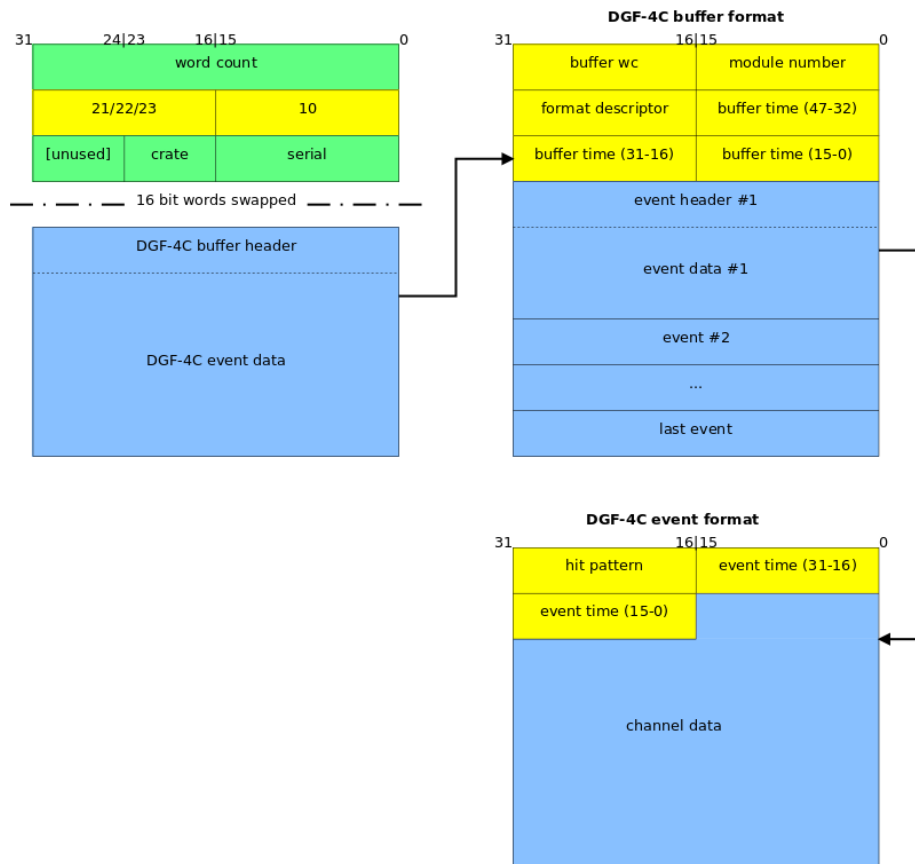 DGF-4C buffer format
31 24|23 16|15 0
word count
21/22/23 10
[unused] crate serial
16 bit words swapped
DGF-4C buffer header
DGF-4C event data
31 16|15 0
buffer wc module number
format descriptor buffer time (47-32)
buffer time (31-16) buffer time (15-0)
event header #1
event data #1
event #2
...
last event
DGF-4C event format
31 16|15 0
hit pattern event time (31-16)
event time (15-0)
channel data